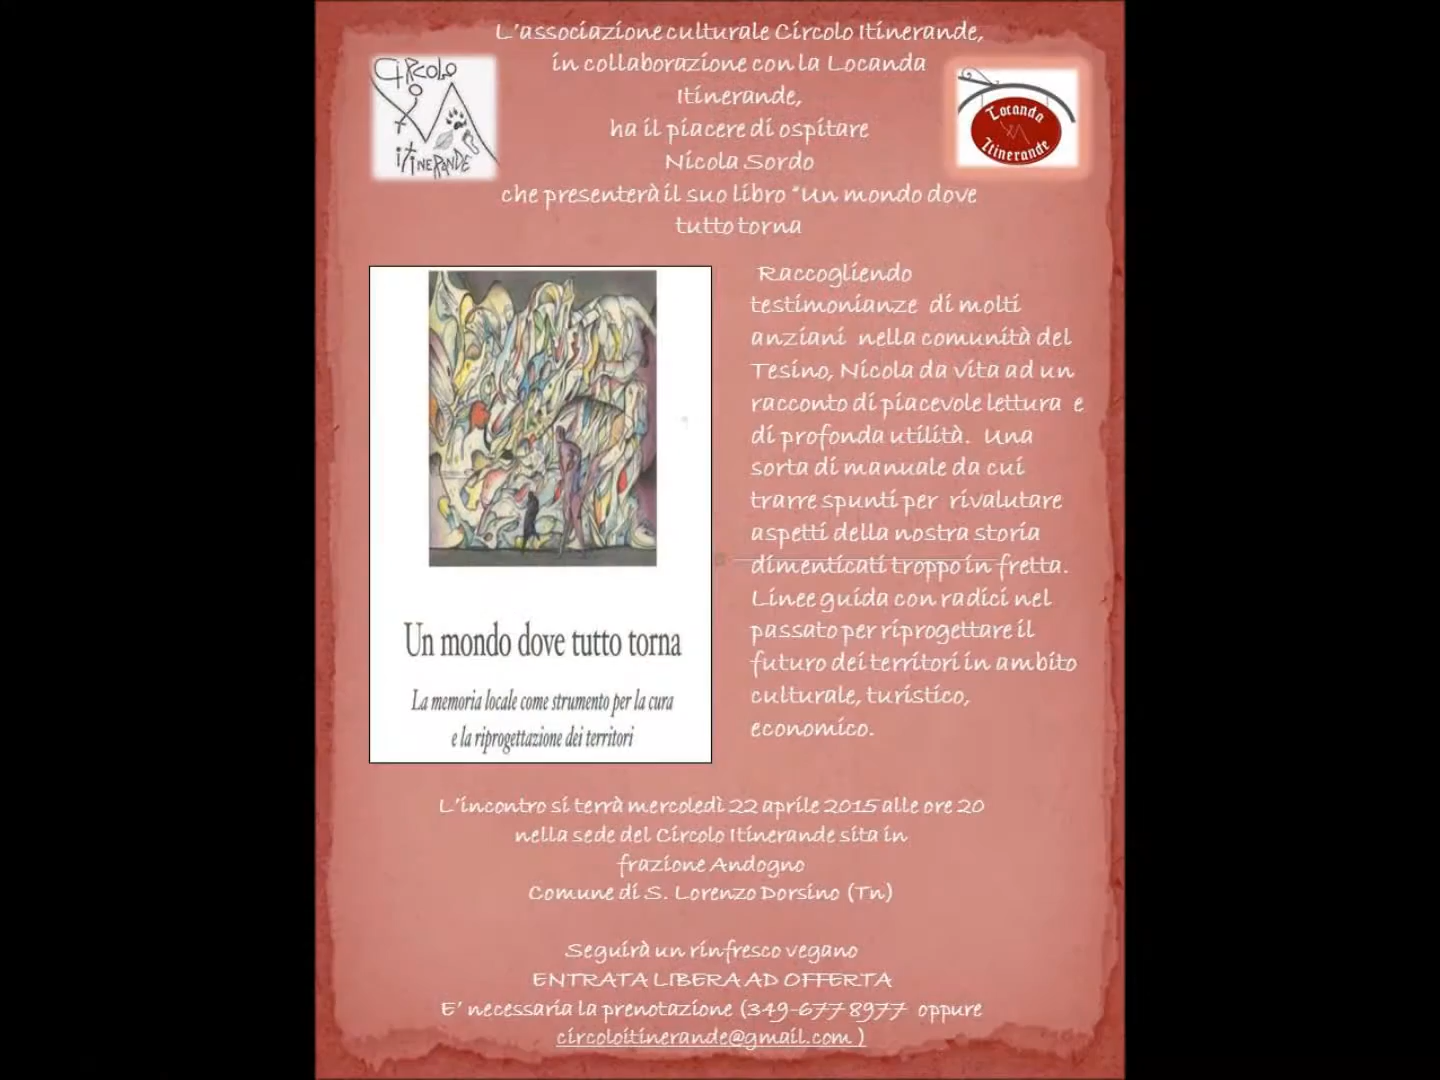 L'associazione culturale Circolo Itinerande,
in collaborazione con la Locanda
Itinerande,
ha il piacere di ospitare
Nicola Sordo
che presenterà il suo libro "Un mondo dove
tutto torna
CIRCOLO
ITINERANDE
Locanda
Itinerande
Un mondo dove tutto torna
La memoria locale come strumento per la cura
e la riprogettazione dei territori
Raccogliendo
testimonianze di molti
anziani nella comunità del
Tesino, Nicola da vita ad un
racconto di piacevole lettura e
di profonda utilità. Una
sorta di manuale da cui
trarre spunti per rivalutare
aspetti della nostra storia
dimenticati troppo in fretta.
Linee guida con radici nel
passato per riprogettare il
futuro dei territori in ambito
culturale, turistico,
economico.
L'incontro si terrà mercoledì 22 aprile 2015 alle ore 20
nella sede del Circolo Itinerande sita in
frazione Andogno
Comune di S. Lorenzo Dorsino (Tn)
Seguirà un rinfresco vegano
ENTRATA LIBERA AD OFFERTA
E' necessaria la prenotazione (349-677 8977 oppure
circoloitinerande@gmail.com )